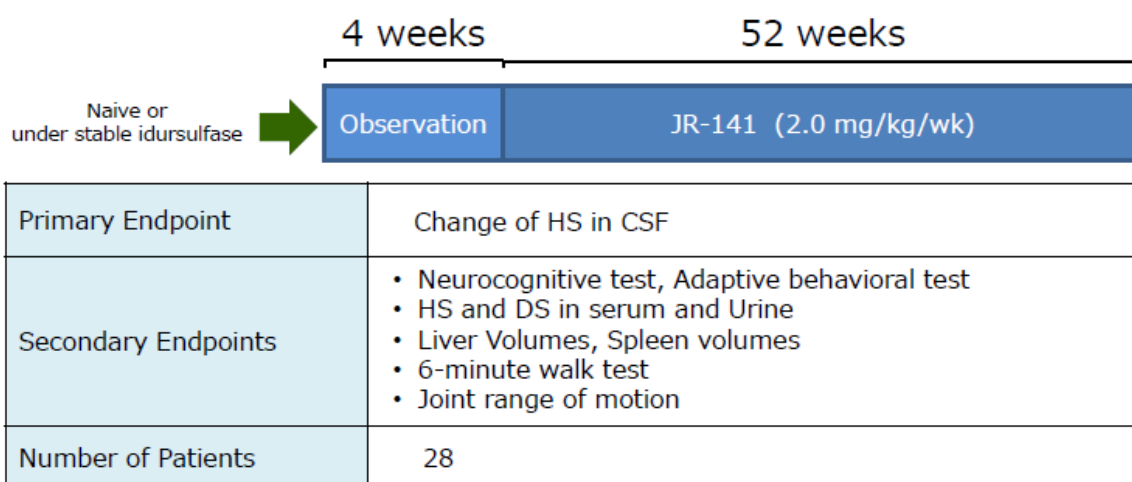 4 weeks
52 weeks
Naive or
under stable idursulfase
Observation
JR-141 (2.0 mg/kg/wk)
Primary Endpoint
Change of HS in CSF
Secondary Endpoints
• Neurocognitive test, Adaptive behavioral test
• HS and DS in serum and Urine
• Liver Volumes, Spleen volumes
• 6-minute walk test
• Joint range of motion
Number of Patients
28